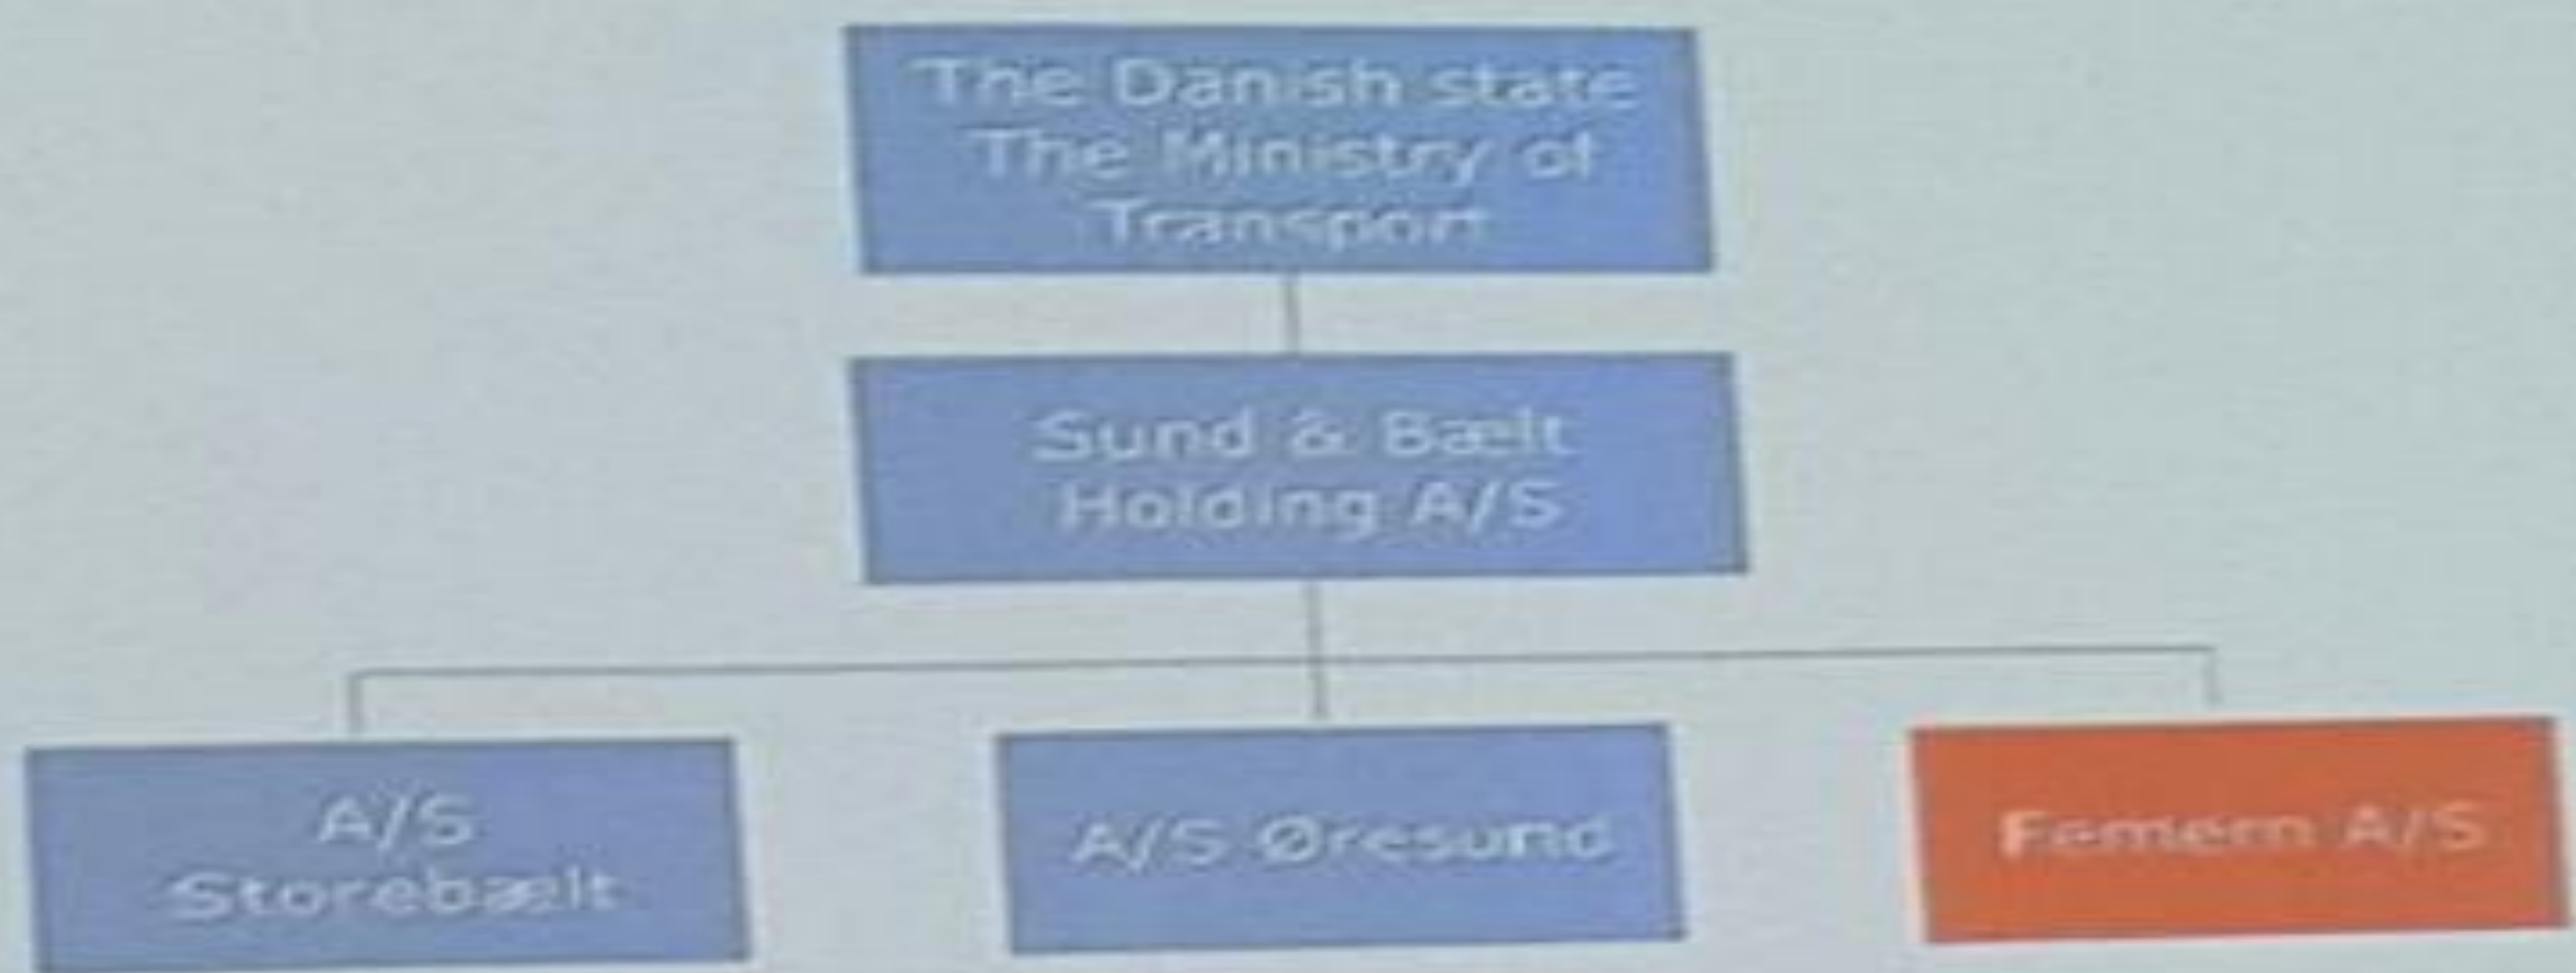 The Danish state
The Ministry of
Transport
Sund & Bælt
Holding A/S
A/S
Storebælt
A/S Øresund
Femern A/S